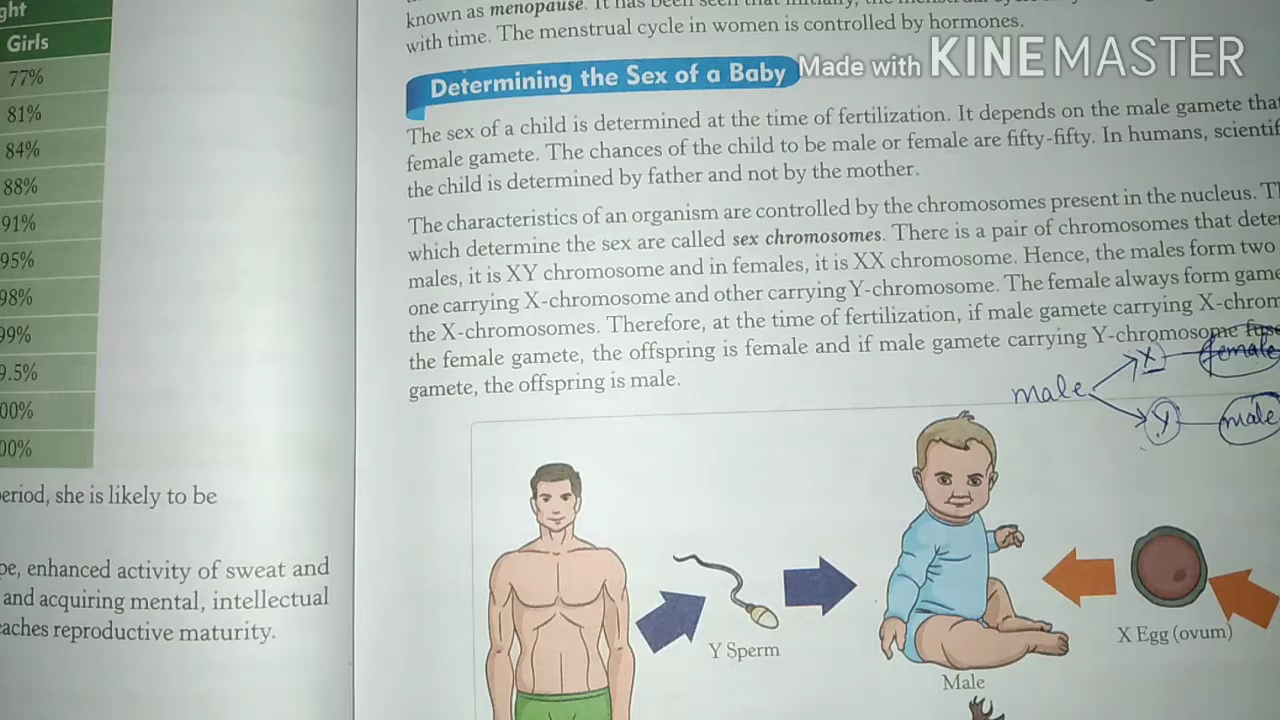 ght
Girls
77%
81%
84%
88%
91%
95%
98%
99%
9.5%
00%
00%
eriod, she is likely to be
pe, enhanced activity of sweat and
and acquiring mental, intellectual
eaches reproductive maturity.
known as menopause. It has been seen that initially, the menstrual
with time. The menstrual cycle in women is controlled by hormones.
Made with KINEMASTER
Determining the Sex of a Baby
The sex of a child is determined at the time of fertilization. It depends on the male gamete that
female gamete. The chances of the child to be male or female are fifty-fifty. In humans, scientif
the child is determined by father and not by the mother.
The characteristics of an organism are controlled by the chromosomes present in the nucleus. T
which determine the sex are called sex chromosomes. There is a pair of chromosomes that deter
males, it is XY chromosome and in females, it is XX chromosome. Hence, the males form two
one carrying X-chromosome and other carrying Y-chromosome. The female always form game
the X-chromosomes. Therefore, at the time of fertilization, if male gamete carrying X-chrom
the female gamete, the offspring is female and if male gamete carrying Y-chromosome fuse
gamete, the offspring is male.
male
X
female
Y
male
Y Sperm
X Egg (ovum)
Male